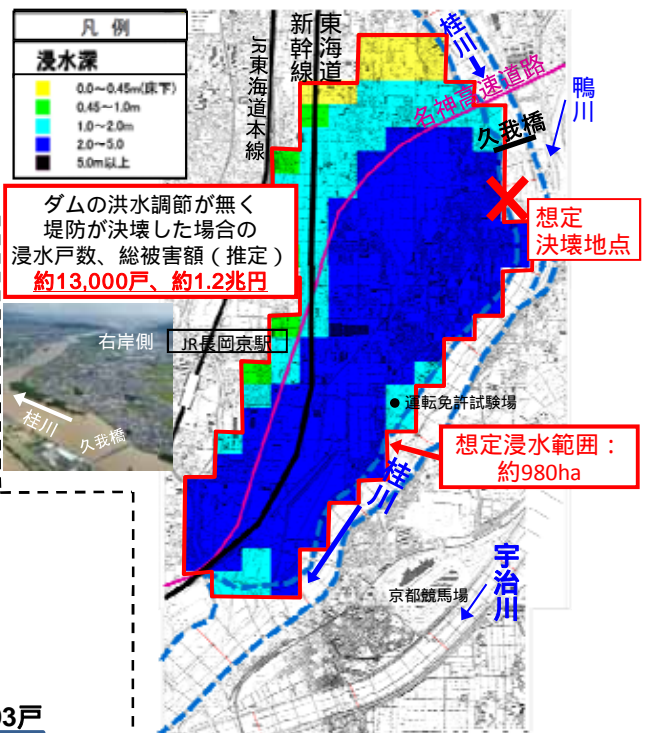 凡例
浸水深
0.0～0.45m(床下)
0.45～1.0m
1.0～2.0m
2.0～5.0
5.0m以上
JR東海道本線
新幹線
東海道
桂川
名神高速道路
鴨川
久我橋
想定
決壊地点
ダムの洪水調節が無く
堤防が決壊した場合の
浸水戸数、総被害額（推定）
約13,000戸、約1.2兆円
右岸側
JR長岡京駅
桂川
久我橋
運転免許試験場
想定浸水範囲：
約980ha
桂川
宇治川
京都競馬場
3戸